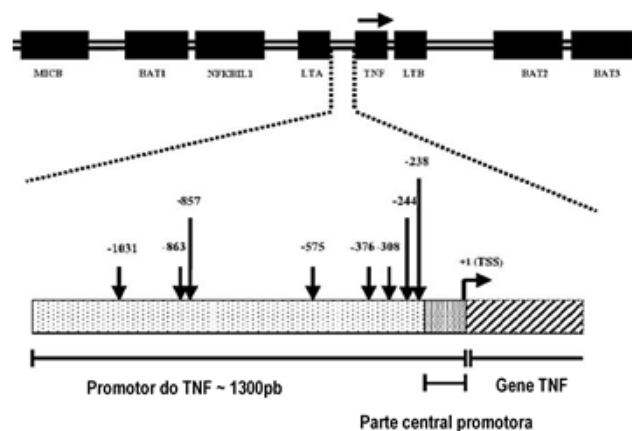 MICB BAT1 NFKBIL1 LTA TNF LTB BAT2 BAT3
-238
-857 -244
-1031 -863 -575 -376 -308
+1 (TSS)
Promotor do TNF ~ 1300pb Gene TNF
Parte central promotora